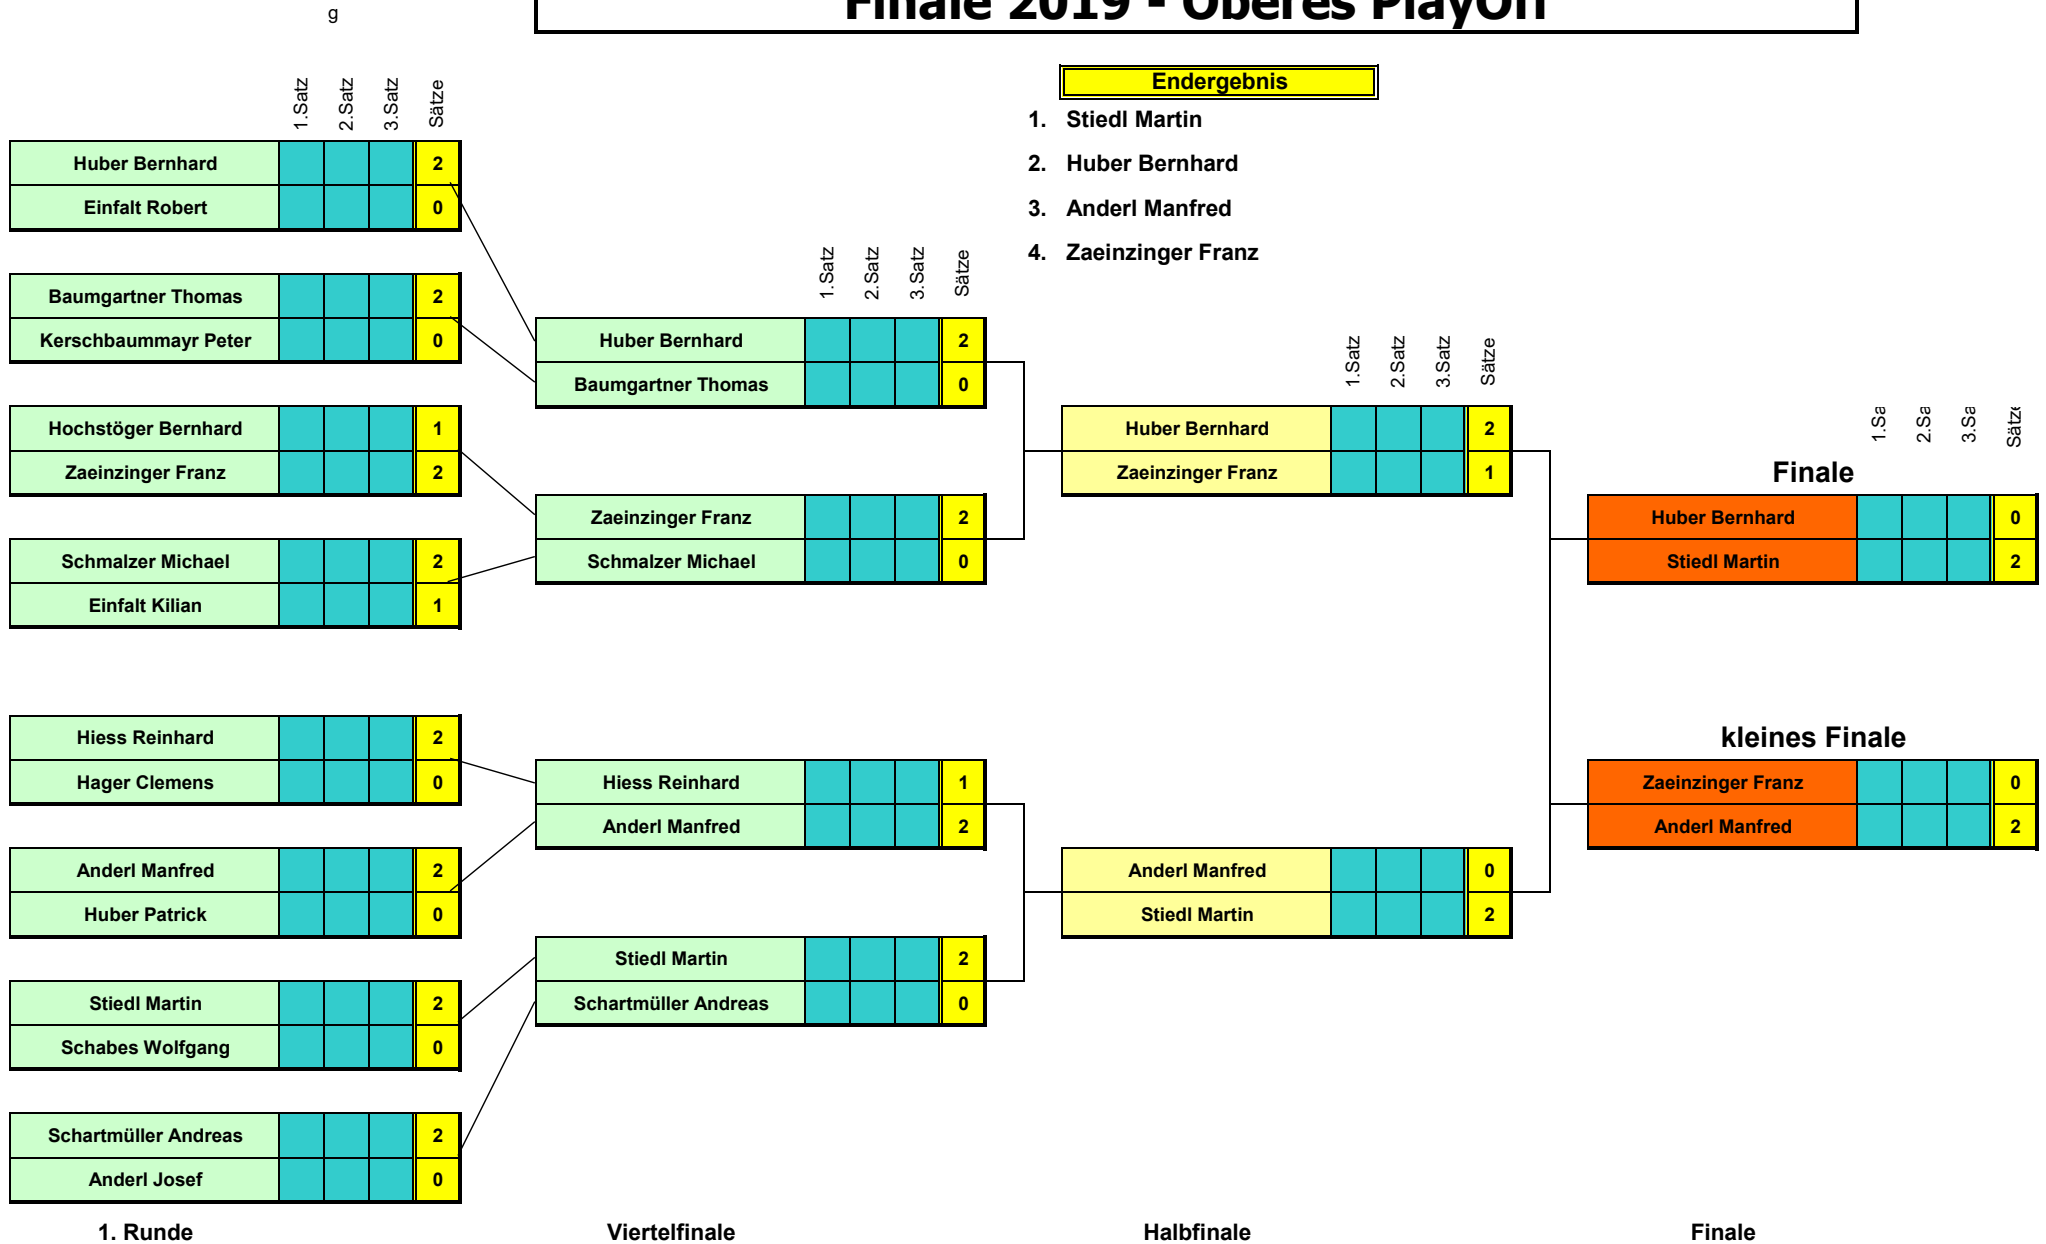 g
Finale 2019 - Oberes PlayOff
Endergebnis
1. Stiedl Martin
2. Huber Bernhard
3. Anderl Manfred
4. Zaeinzinger Franz
1.Satz 2.Satz 3.Satz Sätze
Huber Bernhard 2
Einfalt Robert 0
Baumgartner Thomas 2
Kerschbaummayr Peter 0
Hochstöger Bernhard 1
Zaeinzinger Franz 2
Schmalzer Michael 2
Einfalt Kilian 1
Hiess Reinhard 2
Hager Clemens 0
Anderl Manfred 2
Huber Patrick 0
Stiedl Martin 2
Schabes Wolfgang 0
Schartmüller Andreas 2
Anderl Josef 0
1. Runde
1.Satz 2.Satz 3.Satz Sätze
Huber Bernhard 2
Baumgartner Thomas 0
Zaeinzinger Franz 2
Schmalzer Michael 0
Hiess Reinhard 1
Anderl Manfred 2
Stiedl Martin 2
Schartmüller Andreas 0
Viertelfinale
1.Satz 2.Satz 3.Satz Sätze
Huber Bernhard 2
Zaeinzinger Franz 1
Anderl Manfred 0
Stiedl Martin 2
Halbfinale
1.Sa 2.Sa 3.Sa Sätze
Finale
Huber Bernhard 0
Stiedl Martin 2
kleines Finale
Zaeinzinger Franz 0
Anderl Manfred 2
Finale